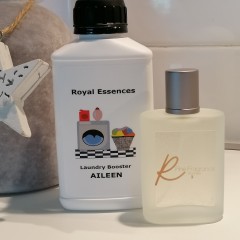 Royal Essences
Laundry Booster
AILEEN
R